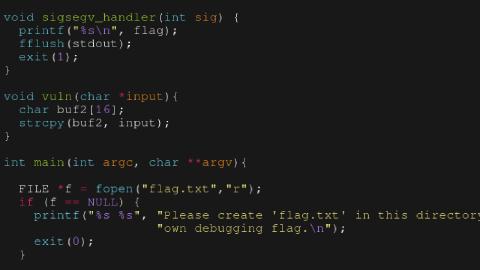 void sigsegv_handler(int sig) {
  printf("%s\n", flag);
  fflush(stdout);
  exit(1);
}

void vuln(char *input){
  char buf2[16];
  strcpy(buf2, input);
}

int main(int argc, char **argv){

  FILE *f = fopen("flag.txt","r");
  if (f == NULL) {
    printf("%s %s", "Please create 'flag.txt' in this directory
                    "own debugging flag.\n");
    exit(0);
  }